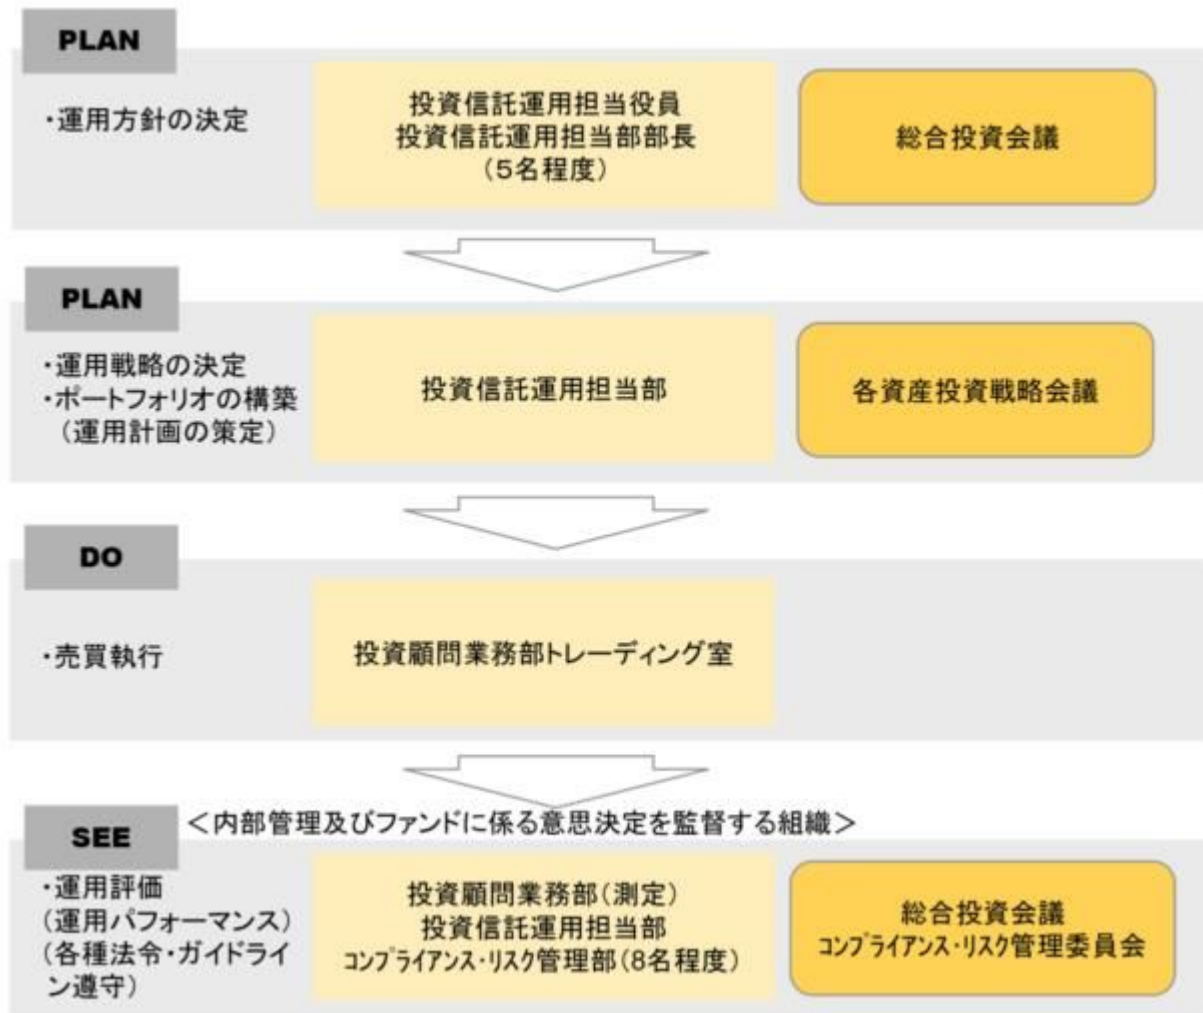 PLAN
・運用方針の決定
投資信託運用担当役員
投資信託運用担当部部長
(5名程度)
総合投資会議
PLAN
・運用戦略の決定
・ポートフォリオの構築
(運用計画の策定)
投資信託運用担当部
各資産投資戦略会議
DO
・売買執行
投資顧問業務部トレーディング室
SEE
＜内部管理及びファンドに係る意思決定を監督する組織＞
・運用評価
(運用パフォーマンス)
(各種法令・ガイドライ
ン遵守)
投資顧問業務部(測定)
投資信託運用担当部
ｺﾝﾌﾟﾗｲｱﾝｽ・ﾘｽｸ管理部(8名程度)
総合投資会議
ｺﾝﾌﾟﾗｲｱﾝｽ・ﾘｽｸ管理委員会